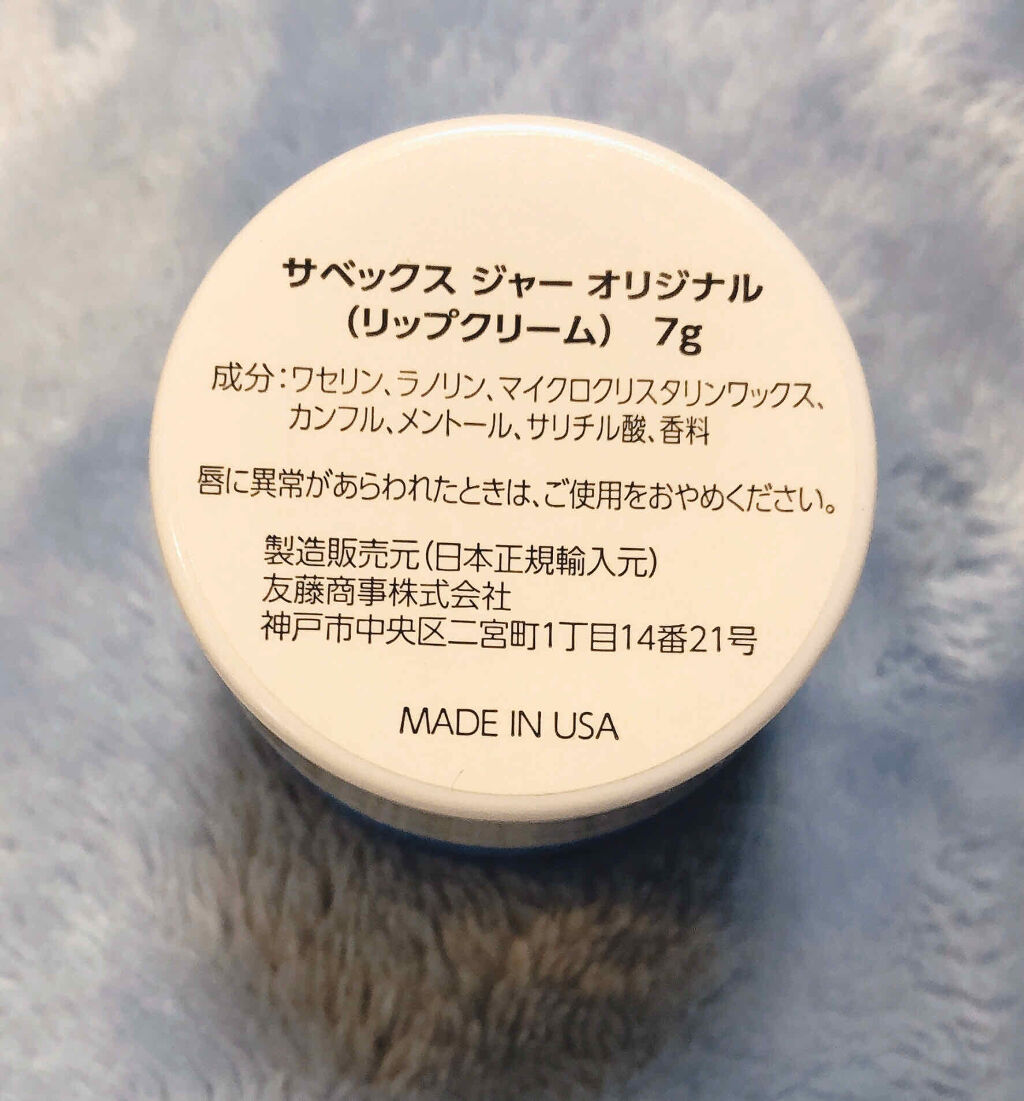 サベックス ジャー オリジナル
（リップクリーム）　7g
成分：ワセリン、ラノリン、マイクロクリスタリンワックス、
カンフル、メントール、サリチル酸、香料
唇に異常があらわれたときは、ご使用をおやめください。
製造販売元（日本正規輸入元）
友藤商事株式会社
神戸市中央区二宮町1丁目14番21号
MADE IN USA